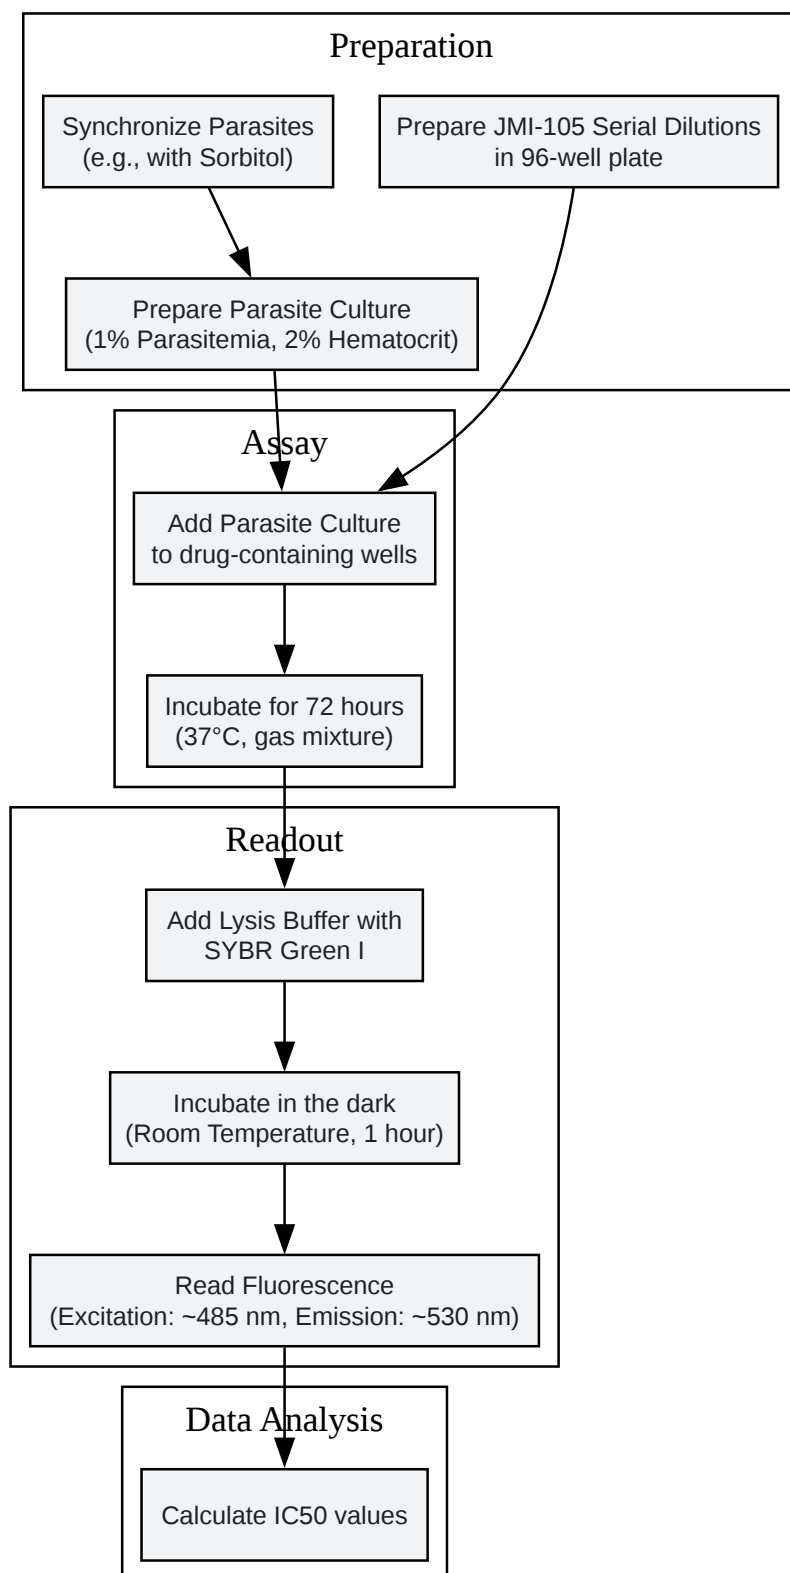 Preparation
Synchronize Parasites
(e.g., with Sorbitol)
Prepare JMI-105 Serial Dilutions
in 96-well plate
Prepare Parasite Culture
(1% Parasitemia, 2% Hematocrit)
Assay
Add Parasite Culture
to drug-containing wells
Incubate for 72 hours
(37°C, gas mixture)
Readout
Add Lysis Buffer with
SYBR Green I
Incubate in the dark
(Room Temperature, 1 hour)
Read Fluorescence
(Excitation: ~485 nm, Emission: ~530 nm)
Data Analysis
Calculate IC50 values